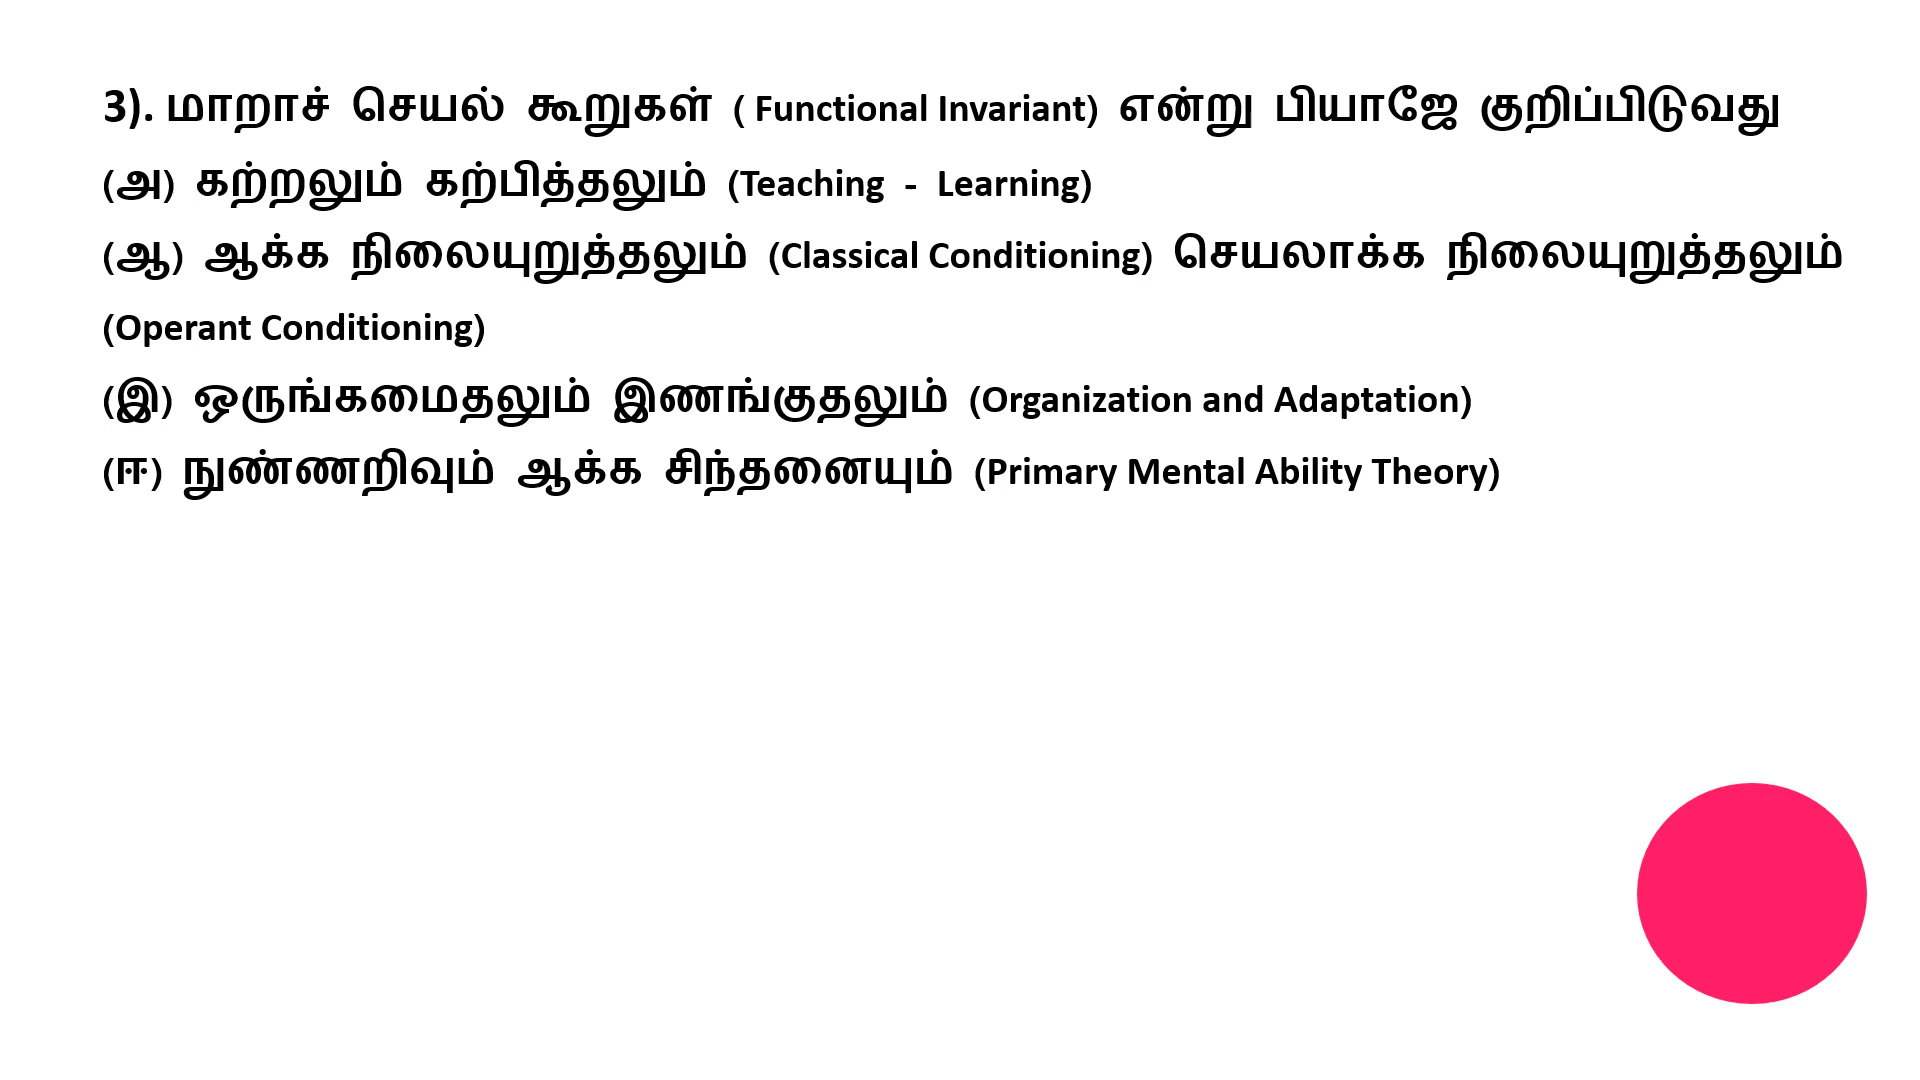 3). மாறாச் செயல் கூறுகள் ( Functional Invariant) என்று பியாஜே குறிப்பிடுவது
(அ) கற்றலும் கற்பித்தலும் (Teaching - Learning)
(ஆ) ஆக்க நிலையுறுத்தலும் (Classical Conditioning) செயலாக்க நிலையுறுத்தலும்
(Operant Conditioning)
(இ) ஒருங்கமைதலும் இணங்குதலும் (Organization and Adaptation)
(ஈ) நுண்ணறிவும் ஆக்க சிந்தனையும் (Primary Mental Ability Theory)